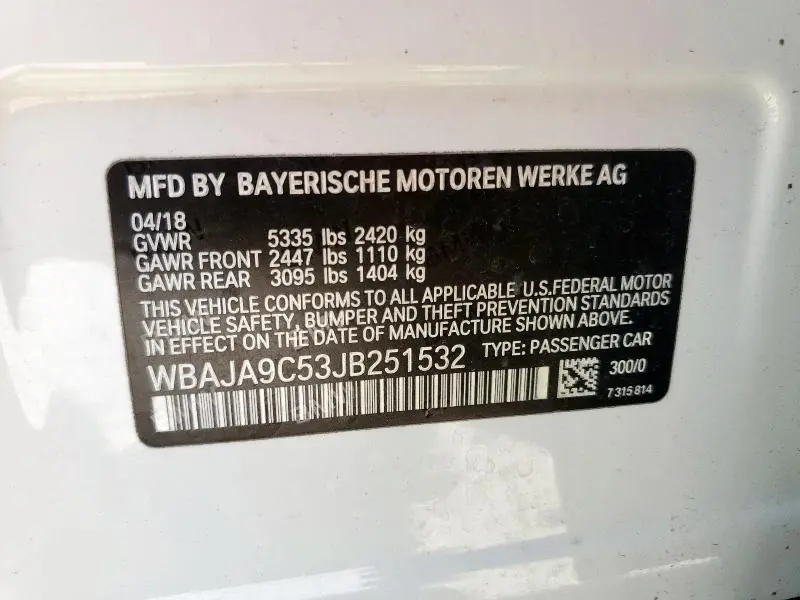 MFD BY BAYERISCHE MOTOREN WERKE AG
04/18
GVWR 5335 lbs 2420 kg
GAWR FRONT 2447 lbs 1110 kg
GAWR REAR 3095 lbs 1404 kg
THIS VEHICLE CONFORMS TO ALL APPLICABLE U.S.FEDERAL MOTOR
VEHICLE SAFETY, BUMPER AND THEFT PREVENTION STANDARDS
IN EFFECT ON THE DATE OF MANUFACTURE SHOWN ABOVE.
WBAJA9C53JB251532 TYPE: PASSENGER CAR
300/0
7 315 814